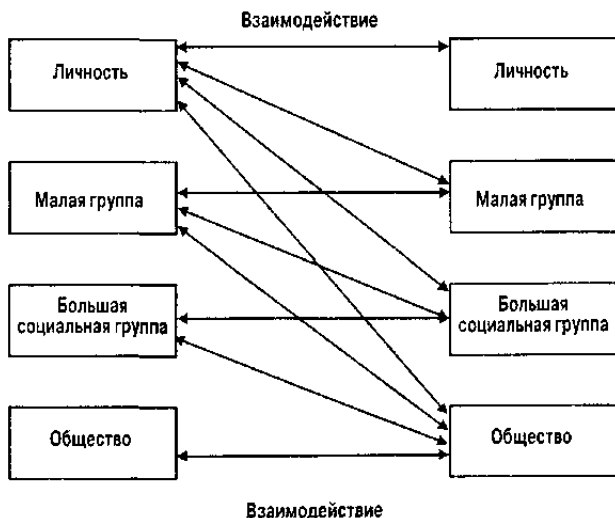 Взаимодействие
Личность
Личность
Малая группа
Малая группа
Большая
социальная группа
Большая
социальная группа
Общество
Общество
Взаимодействие